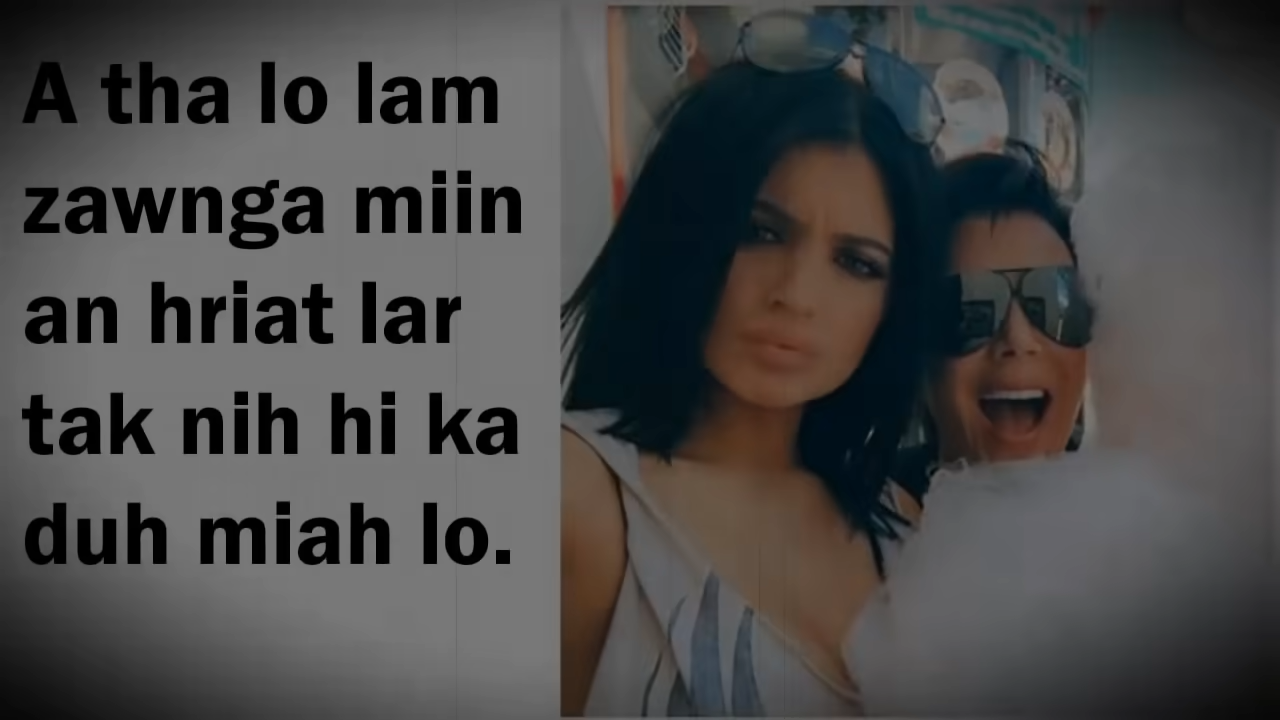 A tha lo lam
zawnga miin
an hriat lar
tak nih hi ka
duh miah lo.